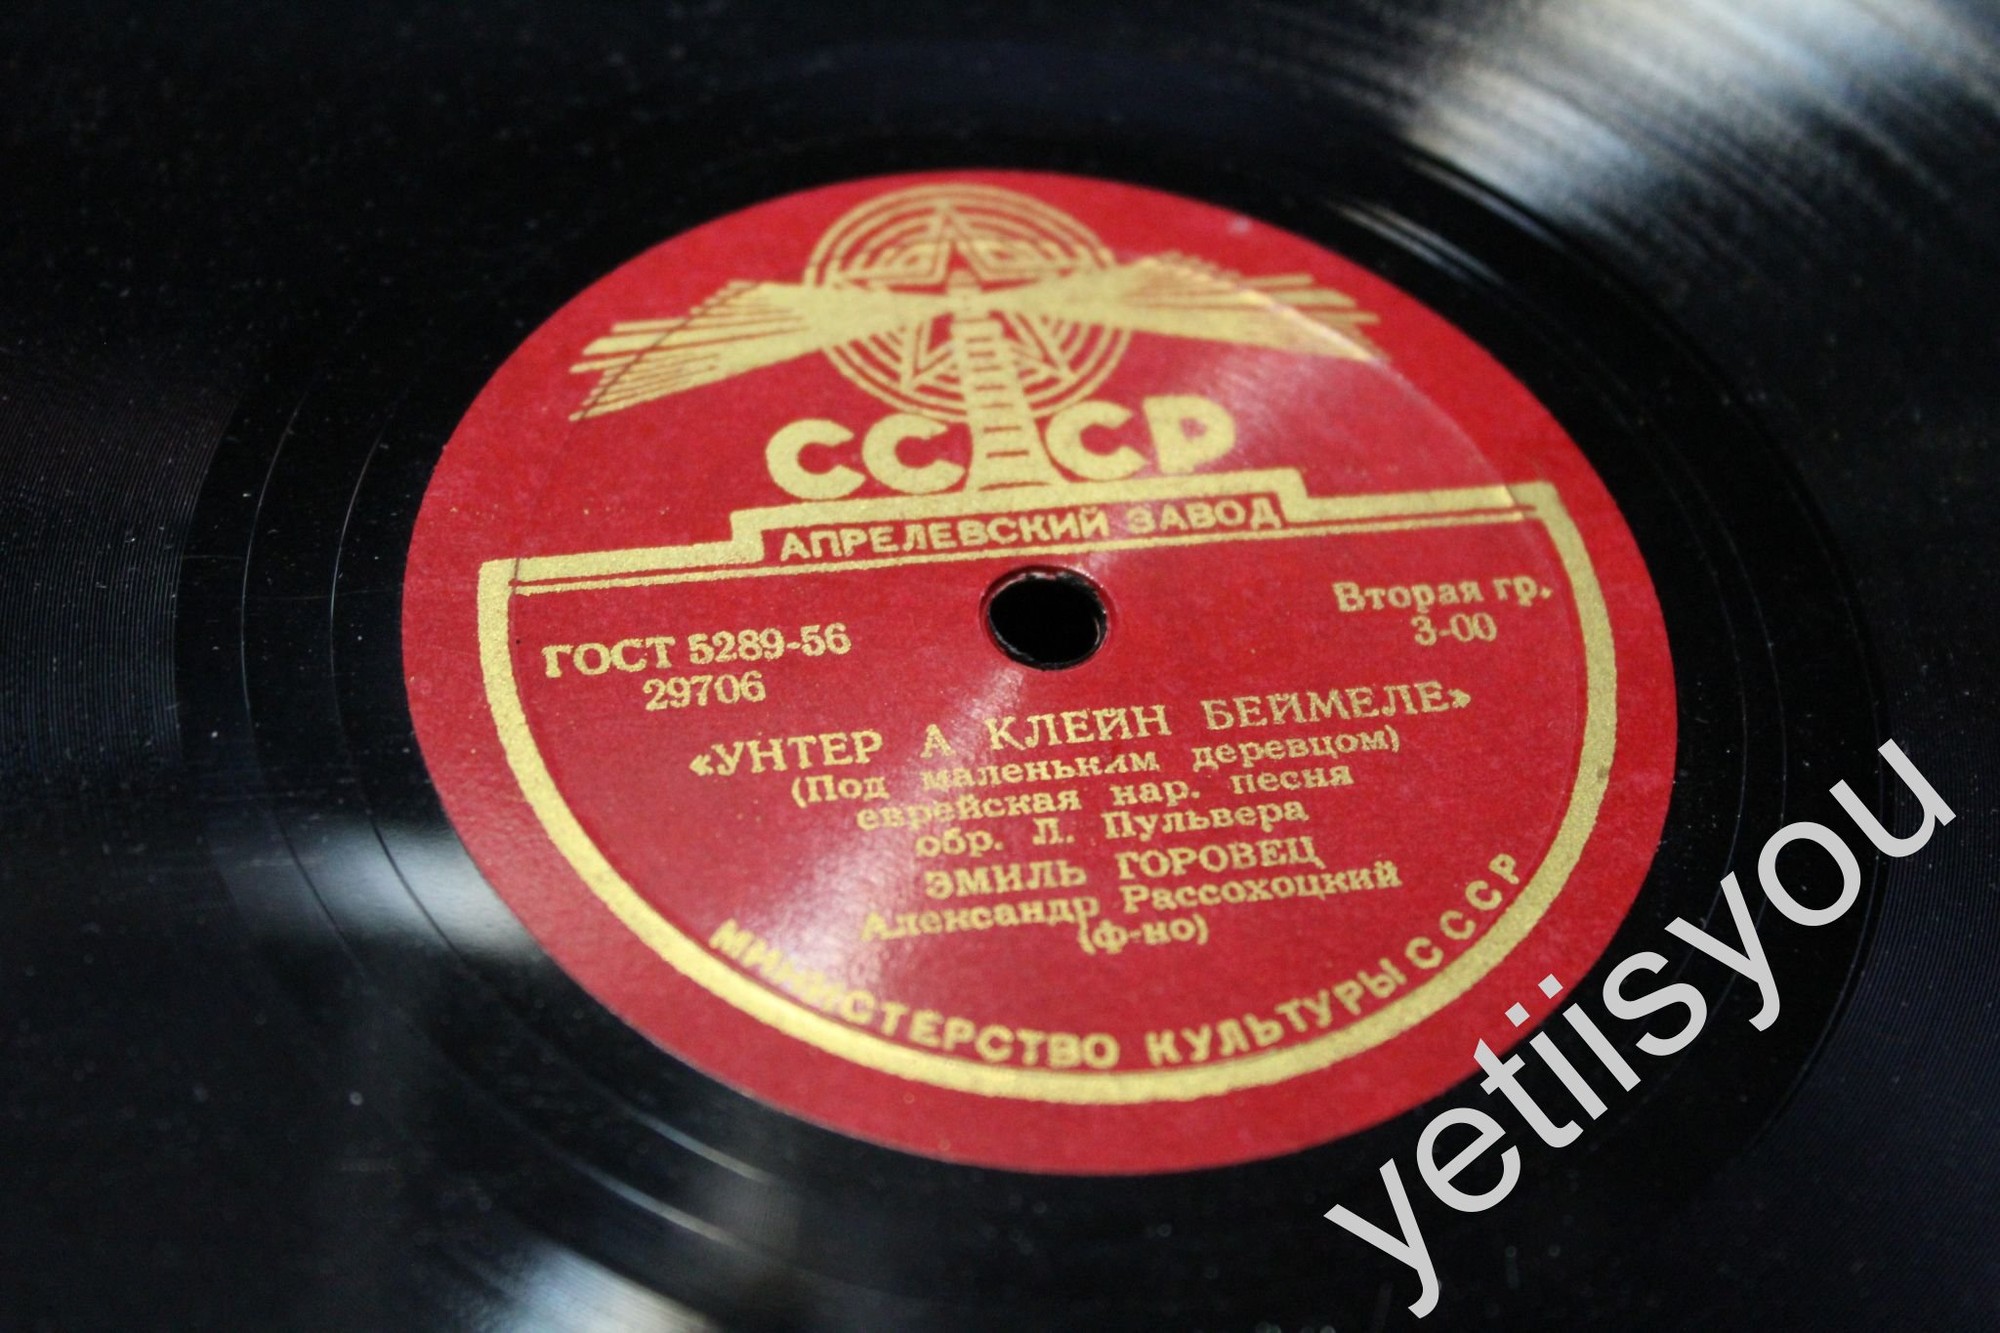 СССР
АПРЕЛЕВСКИЙ ЗАВОД
ГОСТ 5289-56
29706
Вторая гр.
3-00
«УНТЕР А КЛЕЙН БЕЙМЕЛЕ»
(Под маленьким деревцом)
еврейская нар. песня
обр. Л. Пульвера
ЭМИЛЬ ГОРОВЕЦ
Александр Рассохоцкий
(ф-но)
МИНИСТЕРСТВО КУЛЬТУРЫ СССР
yetiisyou